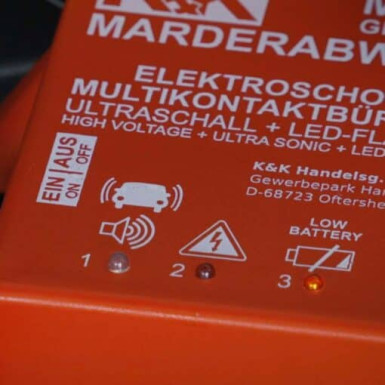 K&K
MARDERABW
ELEKTROSCHO
MULTIKONTAKTBÜR
ULTRASCHALL + LED-FLA
HIGH VOLTAGE + ULTRA SONIC + LED
EIN | AUS
ON | OFF
K&K Handelsg.
Gewerbepark Har
D-68723 Oftershe
LOW
BATTERY
1 2 3